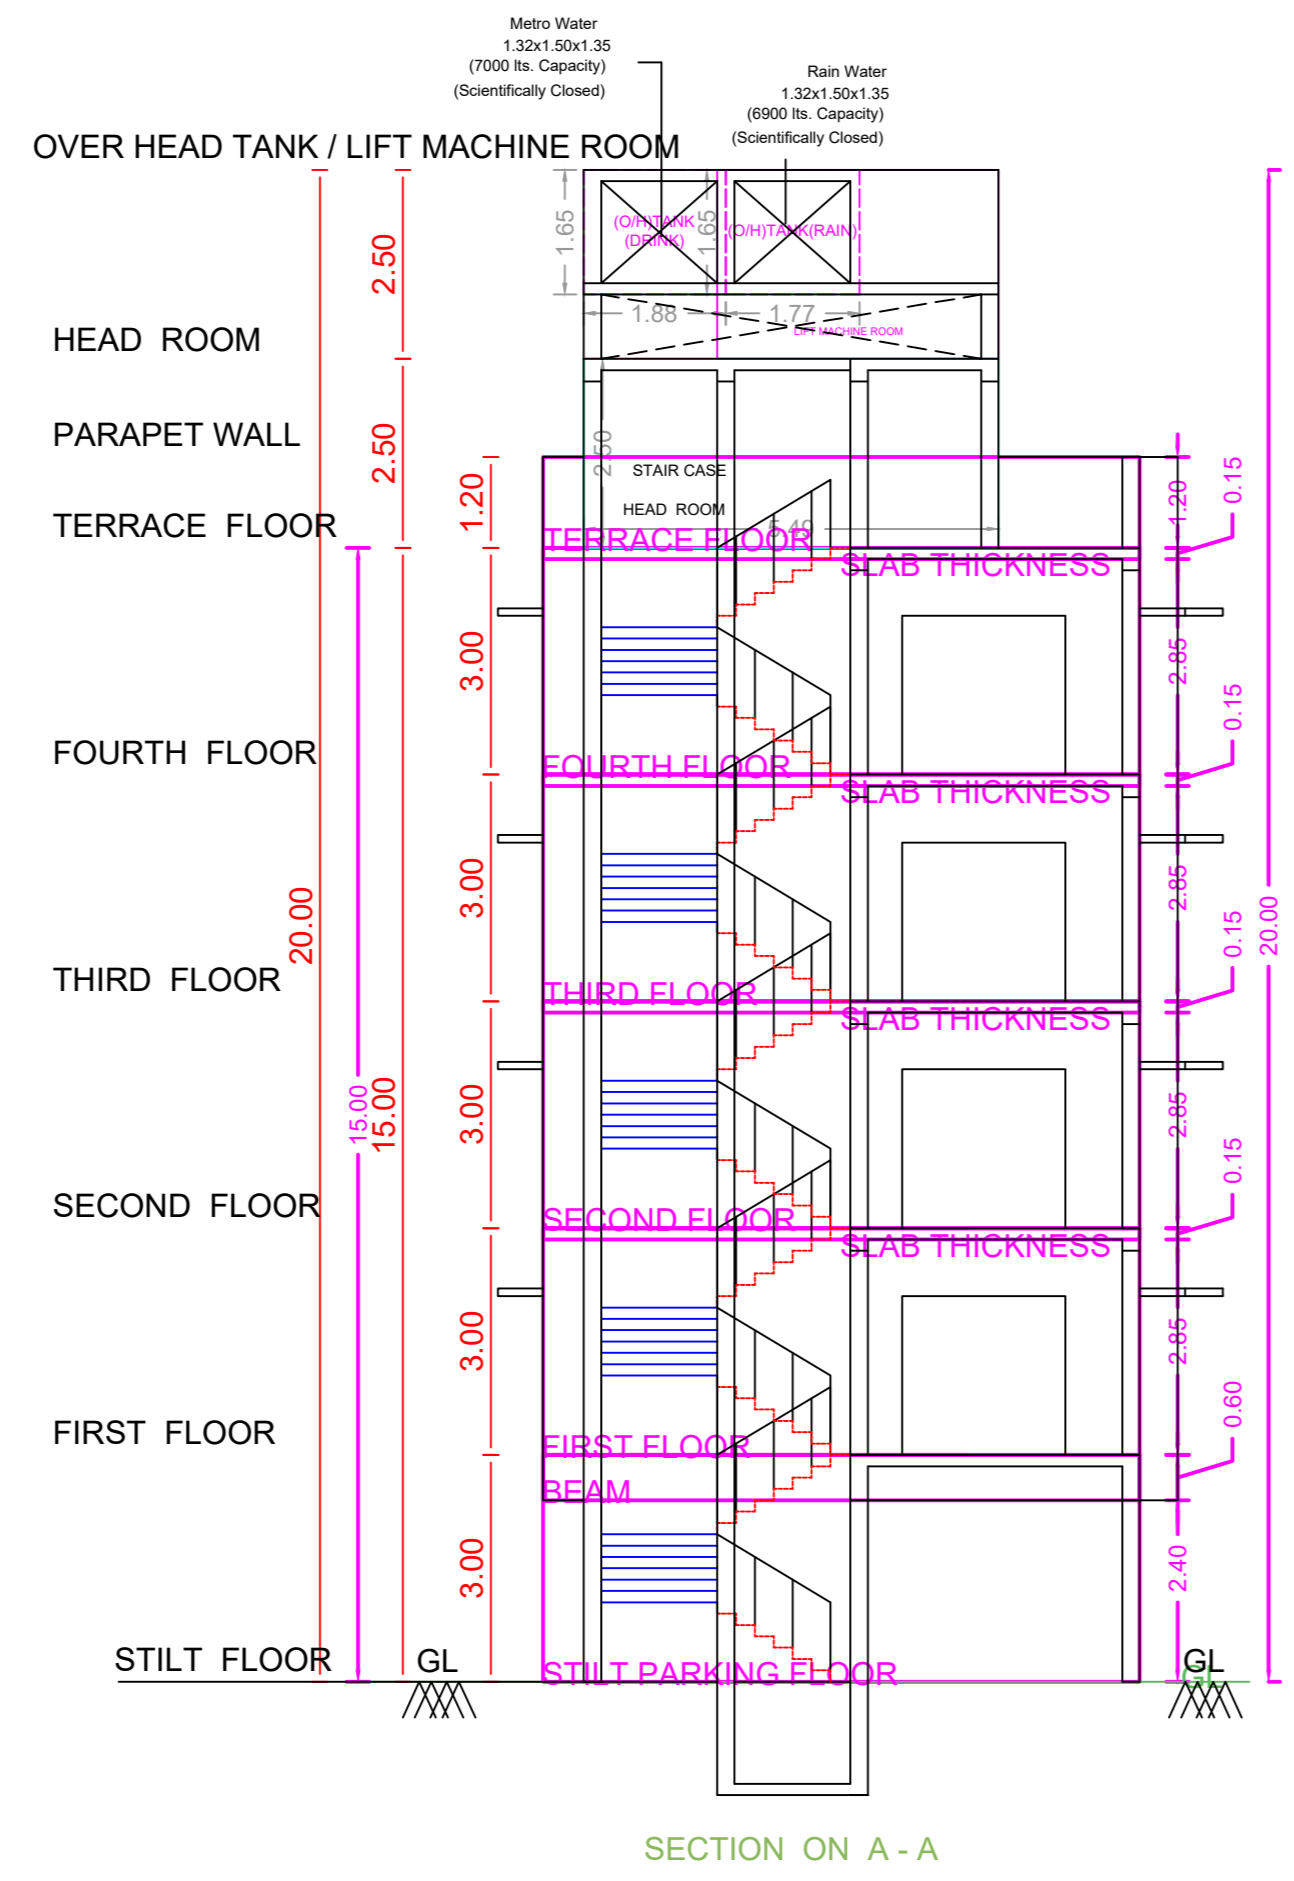 Metro Water
1.32x1.50x1.35
(7000 lts. Capacity)
(Scientifically Closed)
Rain Water
1.32x1.50x1.35
(6900 lts. Capacity)
(Scientifically Closed)
OVER HEAD TANK / LIFT MACHINE ROOM
1.65
(O/H)TANK
(DRINK)
1.65
(O/H)TANK(RAIN)
2.50
1.88
1.77
LIFT MACHINE ROOM
HEAD ROOM
PARAPET WALL
2.50
2.50
STAIR CASE
HEAD ROOM
5.49
1.20
1.20
0.15
TERRACE FLOOR
TERRACE FLOOR
SLAB THICKNESS
3.00
2.85
0.15
FOURTH FLOOR
FOURTH FLOOR
SLAB THICKNESS
20.00
3.00
2.85
20.00
0.15
THIRD FLOOR
THIRD FLOOR
SLAB THICKNESS
15.00
15.00
3.00
2.85
0.15
SECOND FLOOR
SECOND FLOOR
SLAB THICKNESS
3.00
2.85
0.60
FIRST FLOOR
FIRST FLOOR
BEAM
3.00
2.40
STILT FLOOR
GL
STILT PARKING FLOOR
GL
GL
SECTION ON A - A